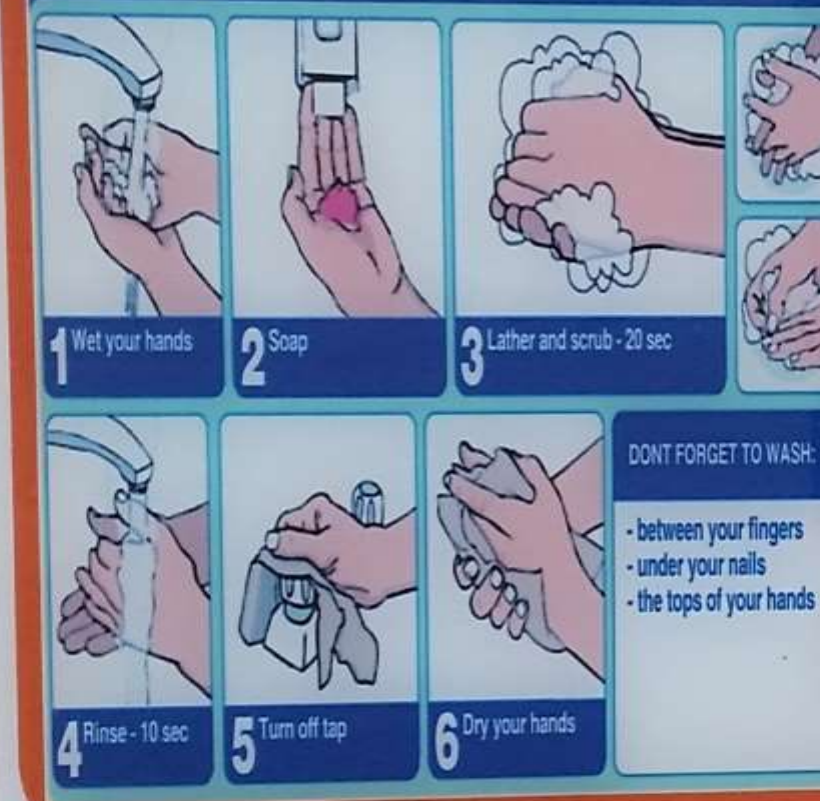 1 Wet your hands
2 Soap
3 Lather and scrub - 20 sec
4 Rinse - 10 sec
5 Turn off tap
6 Dry your hands
DONT FORGET TO WASH:
- between your fingers
- under your nails
- the tops of your hands